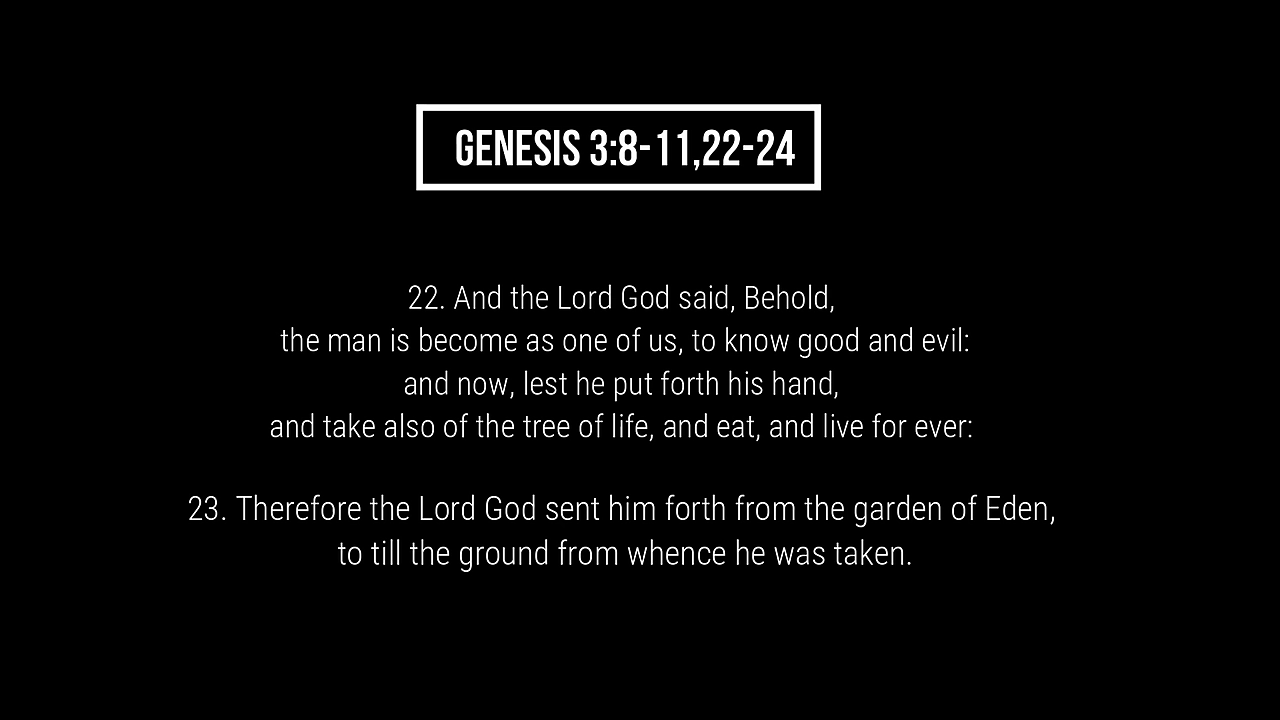 GENESIS 3:8-11,22-24
22. And the Lord God said, Behold,
the man is become as one of us, to know good and evil:
and now, lest he put forth his hand,
and take also of the tree of life, and eat, and live for ever:
23. Therefore the Lord God sent him forth from the garden of Eden,
to till the ground from whence he was taken.